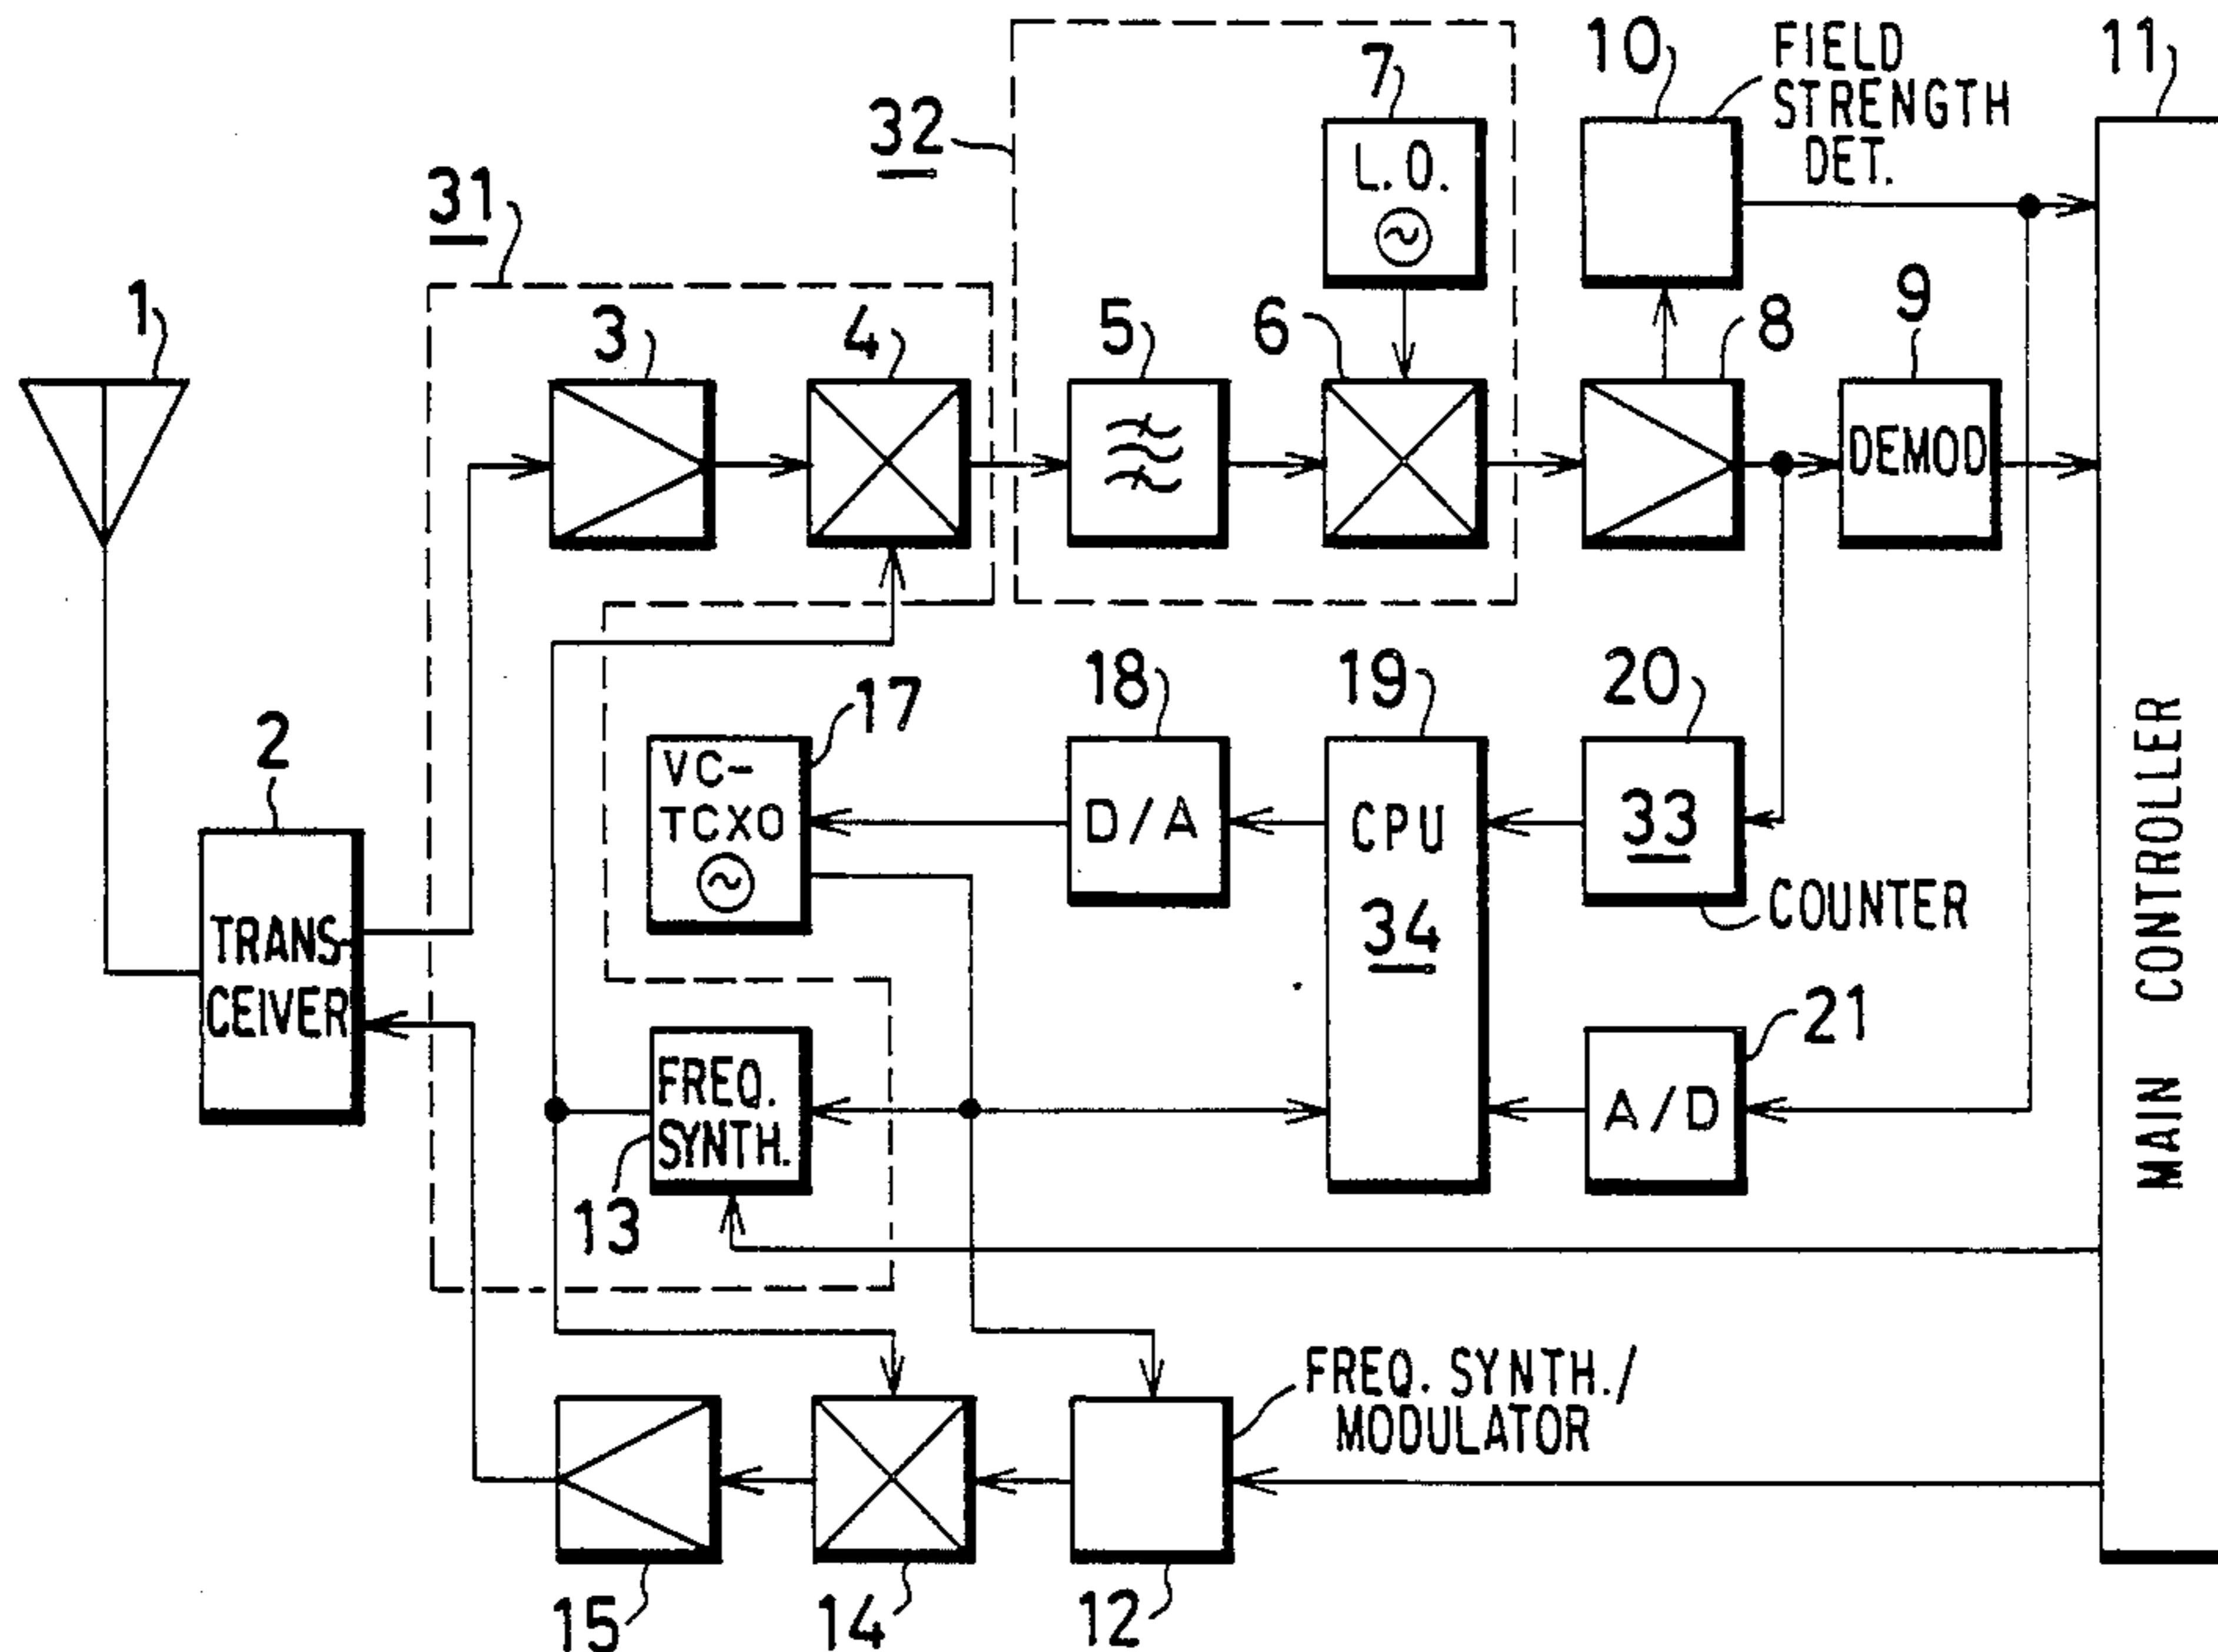 10
FIELD
STRENGTH
DET.
11
7
32
L.O.
31
1
3
4
5
6
8
9
DEMOD
2
17
18
19
20
VC-
TCXO
D/A
CPU
34
33
COUNTER
TRANS-
CEIVER
21
FREQ.
SYNTH.
13
A/D
MAIN CONTROLLER
FREQ. SYNTH./
MODULATOR
15
14
12